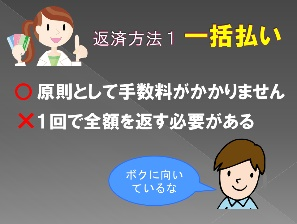 返済方法1 一括払い
○ 原則として手数料がかかりません
×1回で全額を返す必要がある
ボクに向い
ているな